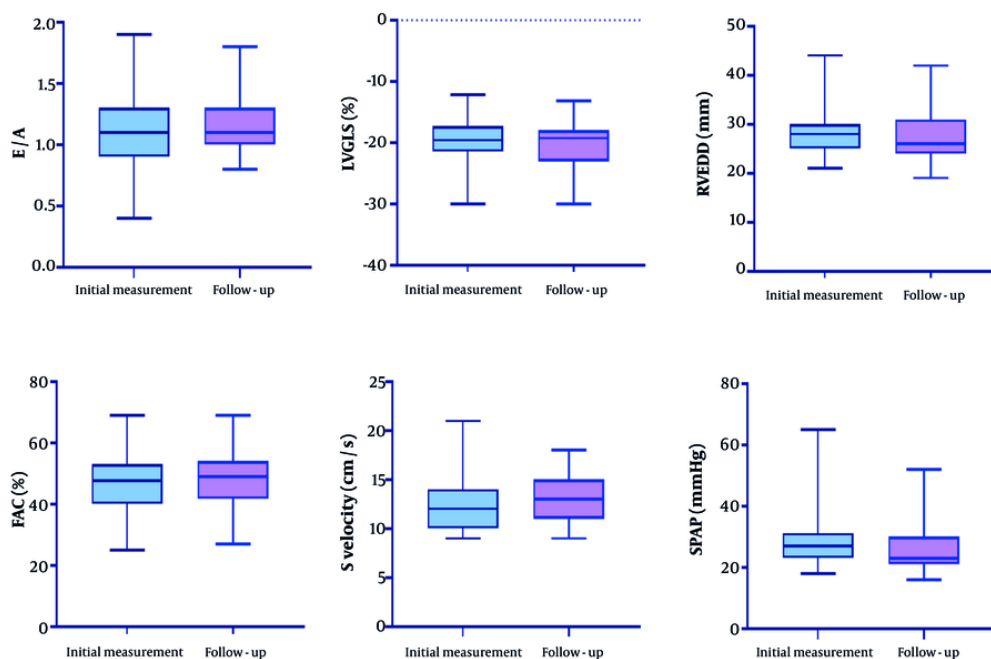 E / A
2.0
1.5
1.0
0.5
0.0
Initial measurement
Follow - up
LVGLS (%)
0
-10
-20
-30
-40
Initial measurement
Follow - up
RVEDD (mm)
50
40
30
20
10
0
Initial measurement
Follow - up
FAC (%)
80
60
40
20
0
Initial measurement
Follow - up
S velocity (cm / s)
25
20
15
10
5
0
Initial measurement
Follow - up
SPAP (mmHg)
80
60
40
20
0
Initial measurement
Follow - up